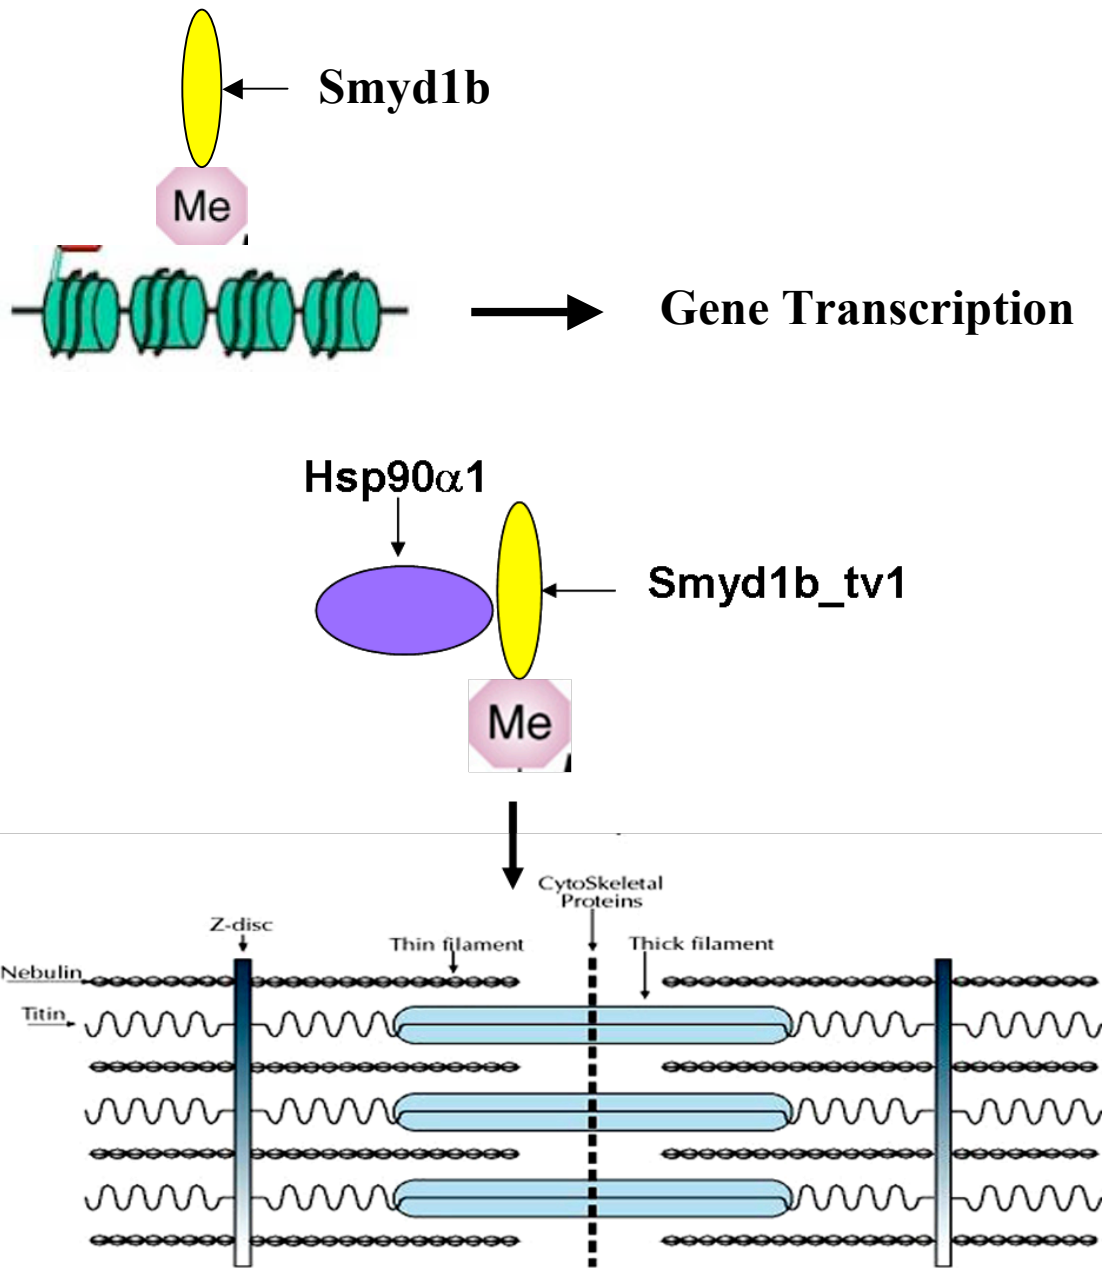 Smyd1b
Me
Gene Transcription
Hsp90α1
Smyd1b_tv1
Me
CytoSkeletal
Proteins
Z-disc
Thin filament
Thick filament
Nebulin
Titin